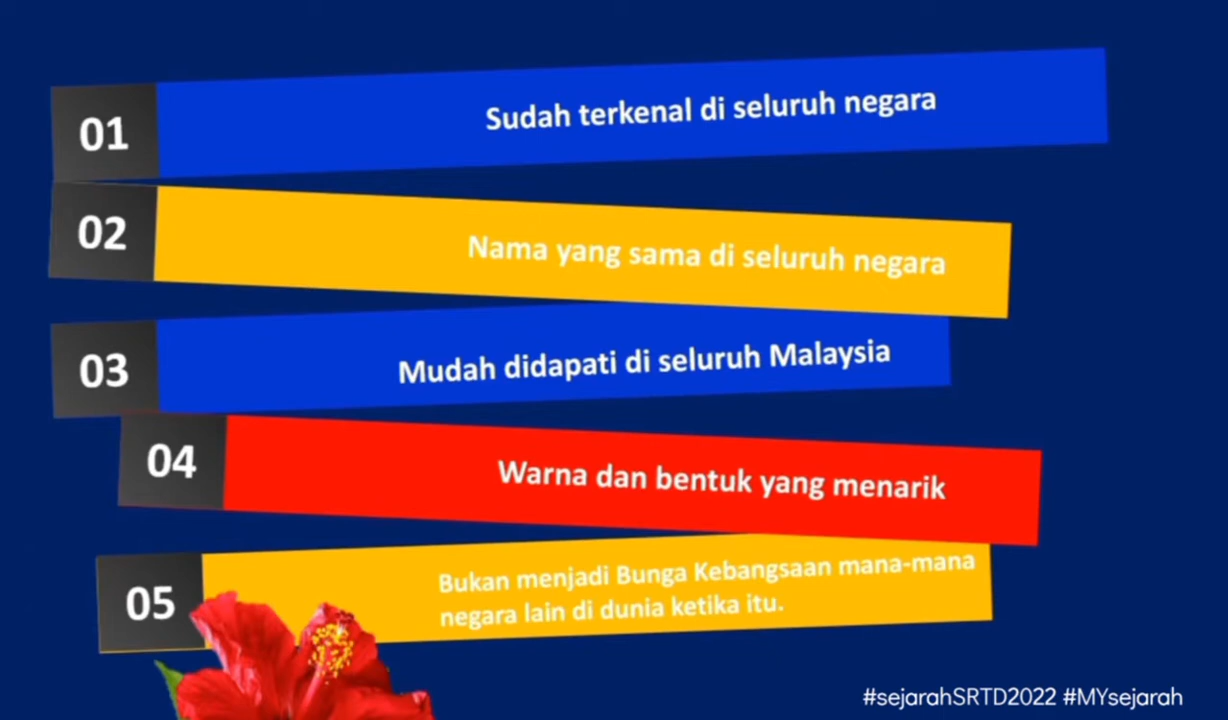 01
Sudah terkenal di seluruh negara
02
Nama yang sama di seluruh negara
03
Mudah didapati di seluruh Malaysia
04
Warna dan bentuk yang menarik
05
Bukan menjadi Bunga Kebangsaan mana-mana
negara lain di dunia ketika itu.
#sejarahSRTD2022 #MYsejarah